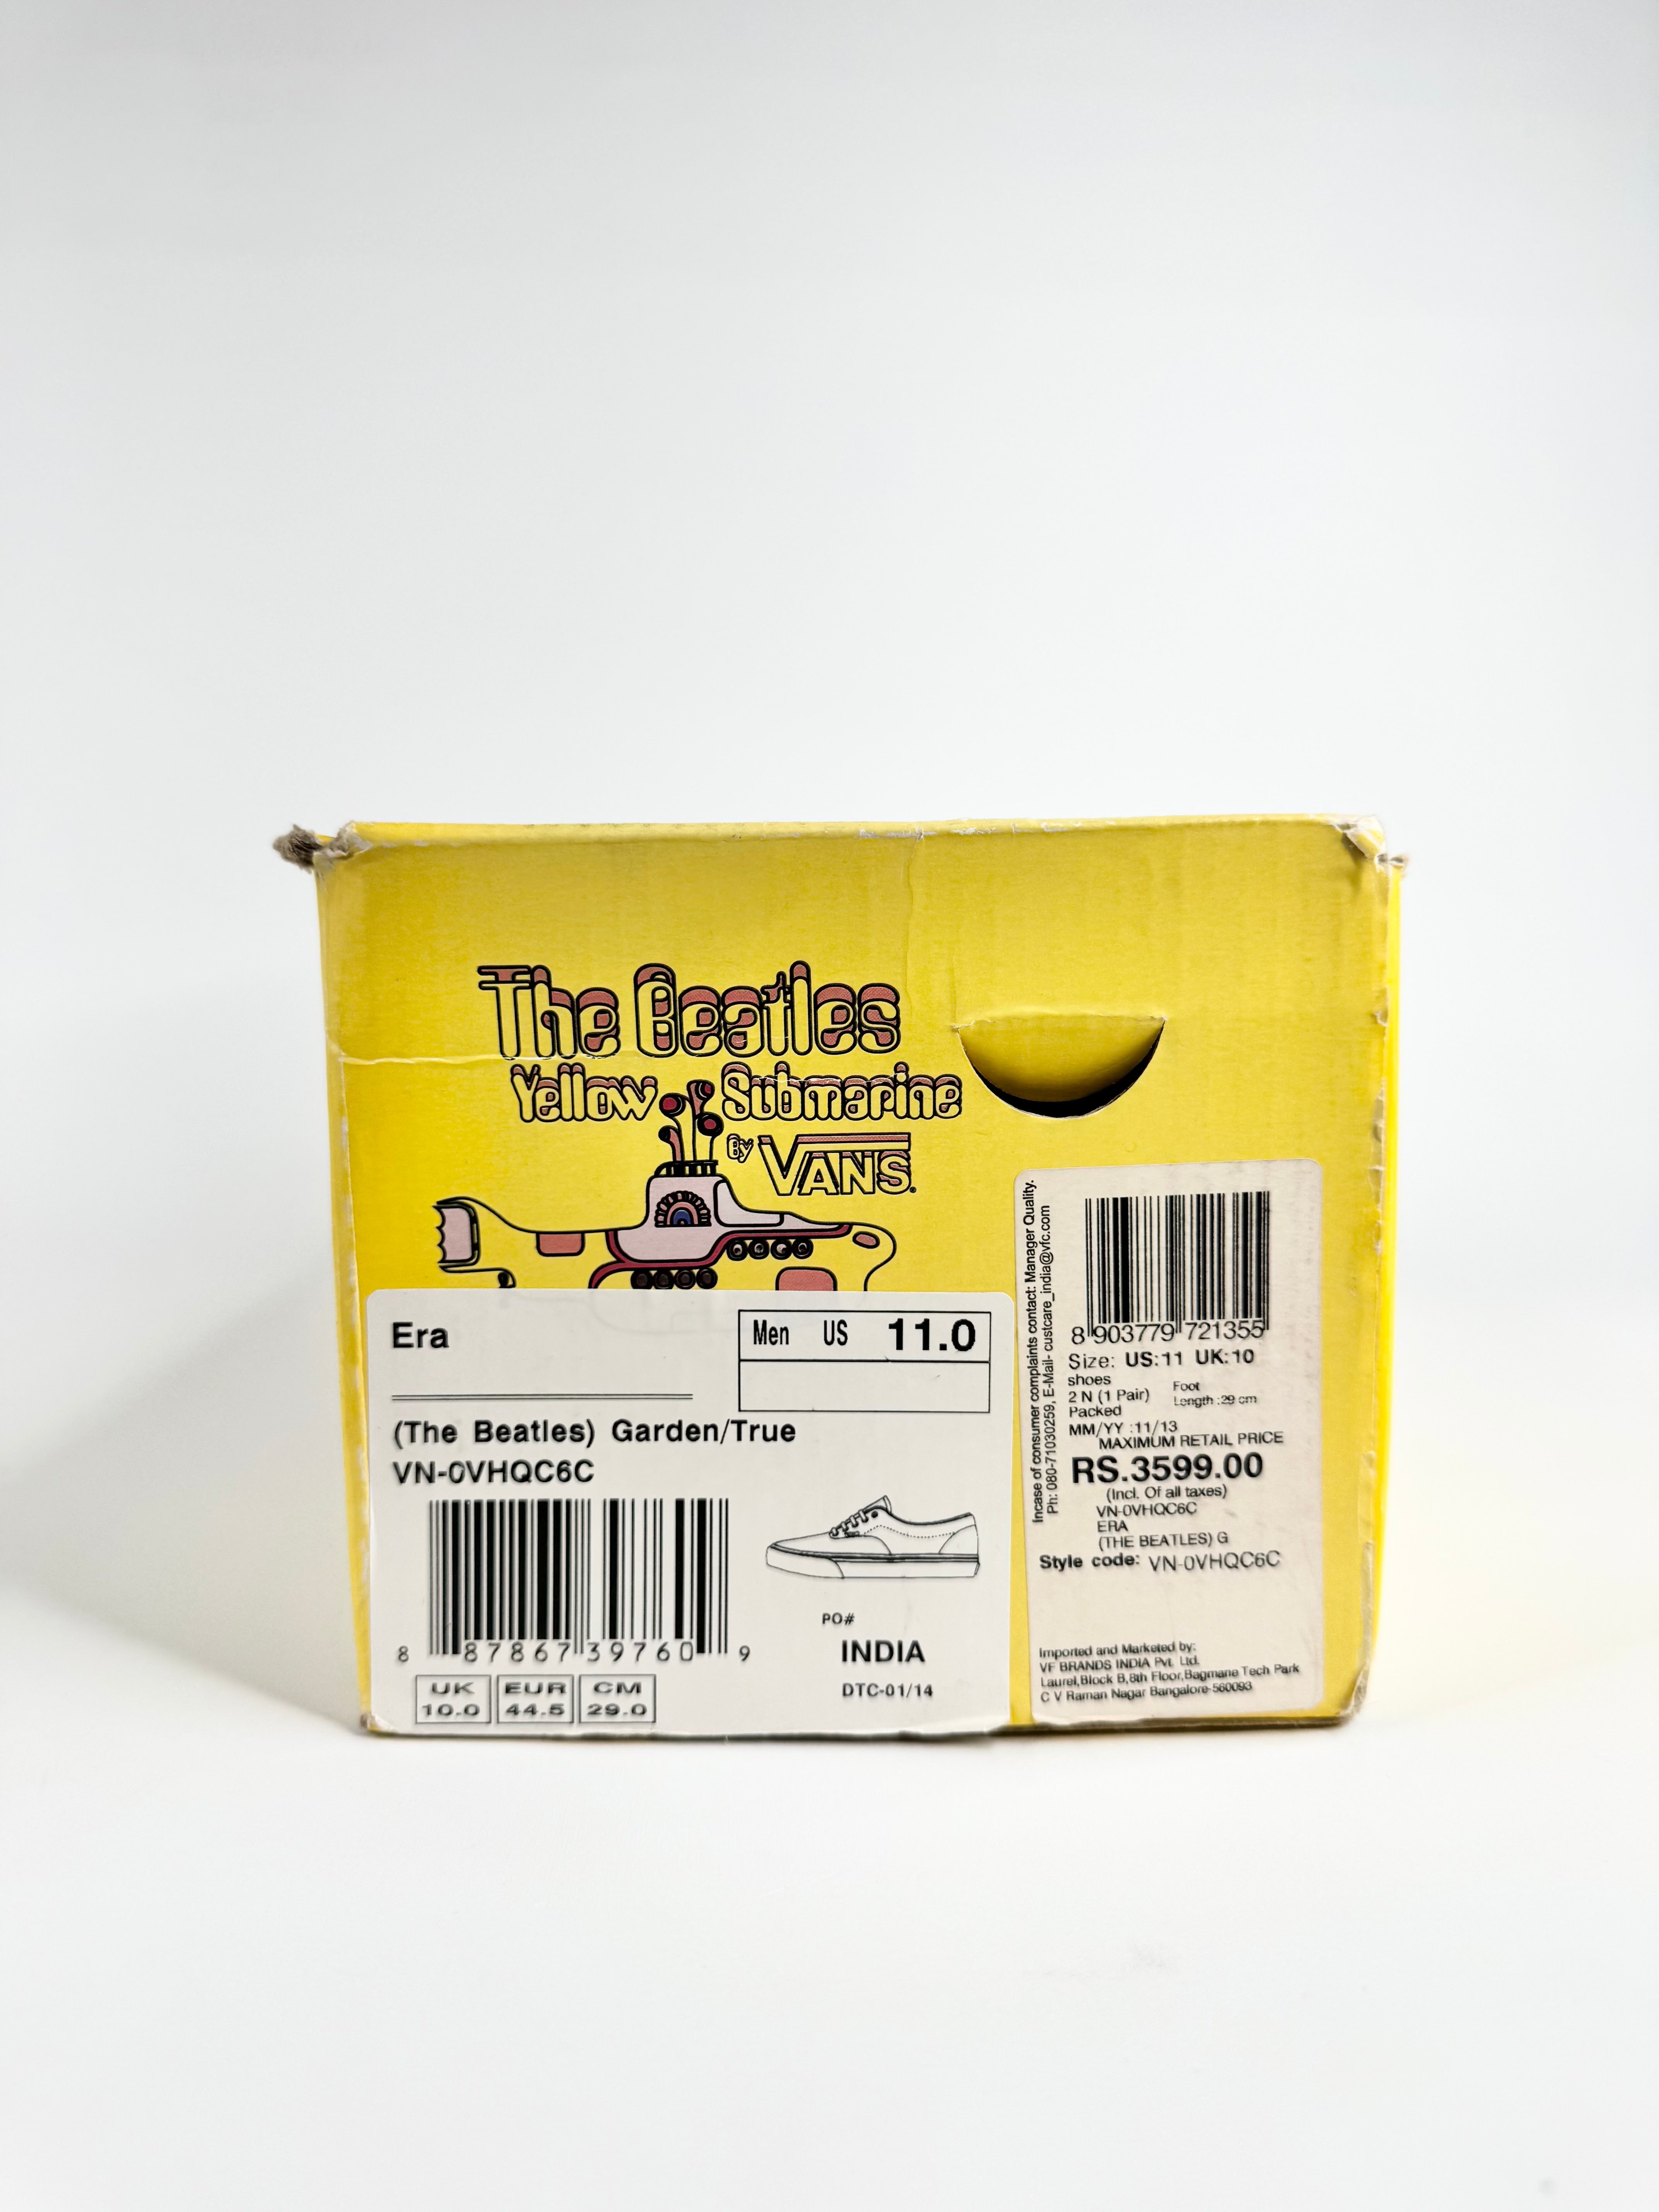 The Beatles
Yellow Submarine
By VANS
Era
Men US 11.0
(The Beatles) Garden/True
VN-0VHQC6C
8 87867 39760 9
PO#
INDIA
DTC-01/14
UK EUR CM
10.0 44.5 29.0
Incase of consumer complaints contact: Manager Quality.
Ph: 080-71030259, E-Mail- custcare_india@vfc.com
8 903779 721355
Size: US:11 UK:10
shoes
2 N (1 Pair) Foot
Packed Length :29 cm
MM/YY :11/13
MAXIMUM RETAIL PRICE
RS.3599.00
(Incl. Of all taxes)
VN-0VHQC6C
ERA
(THE BEATLES) G
Style code: VN-0VHQC6C
Imported and Marketed by:
VF BRANDS INDIA Pvt. Ltd.
Laurel,Block B,8th Floor,Bagmane Tech Park
C V Raman Nagar Bangalore-560093